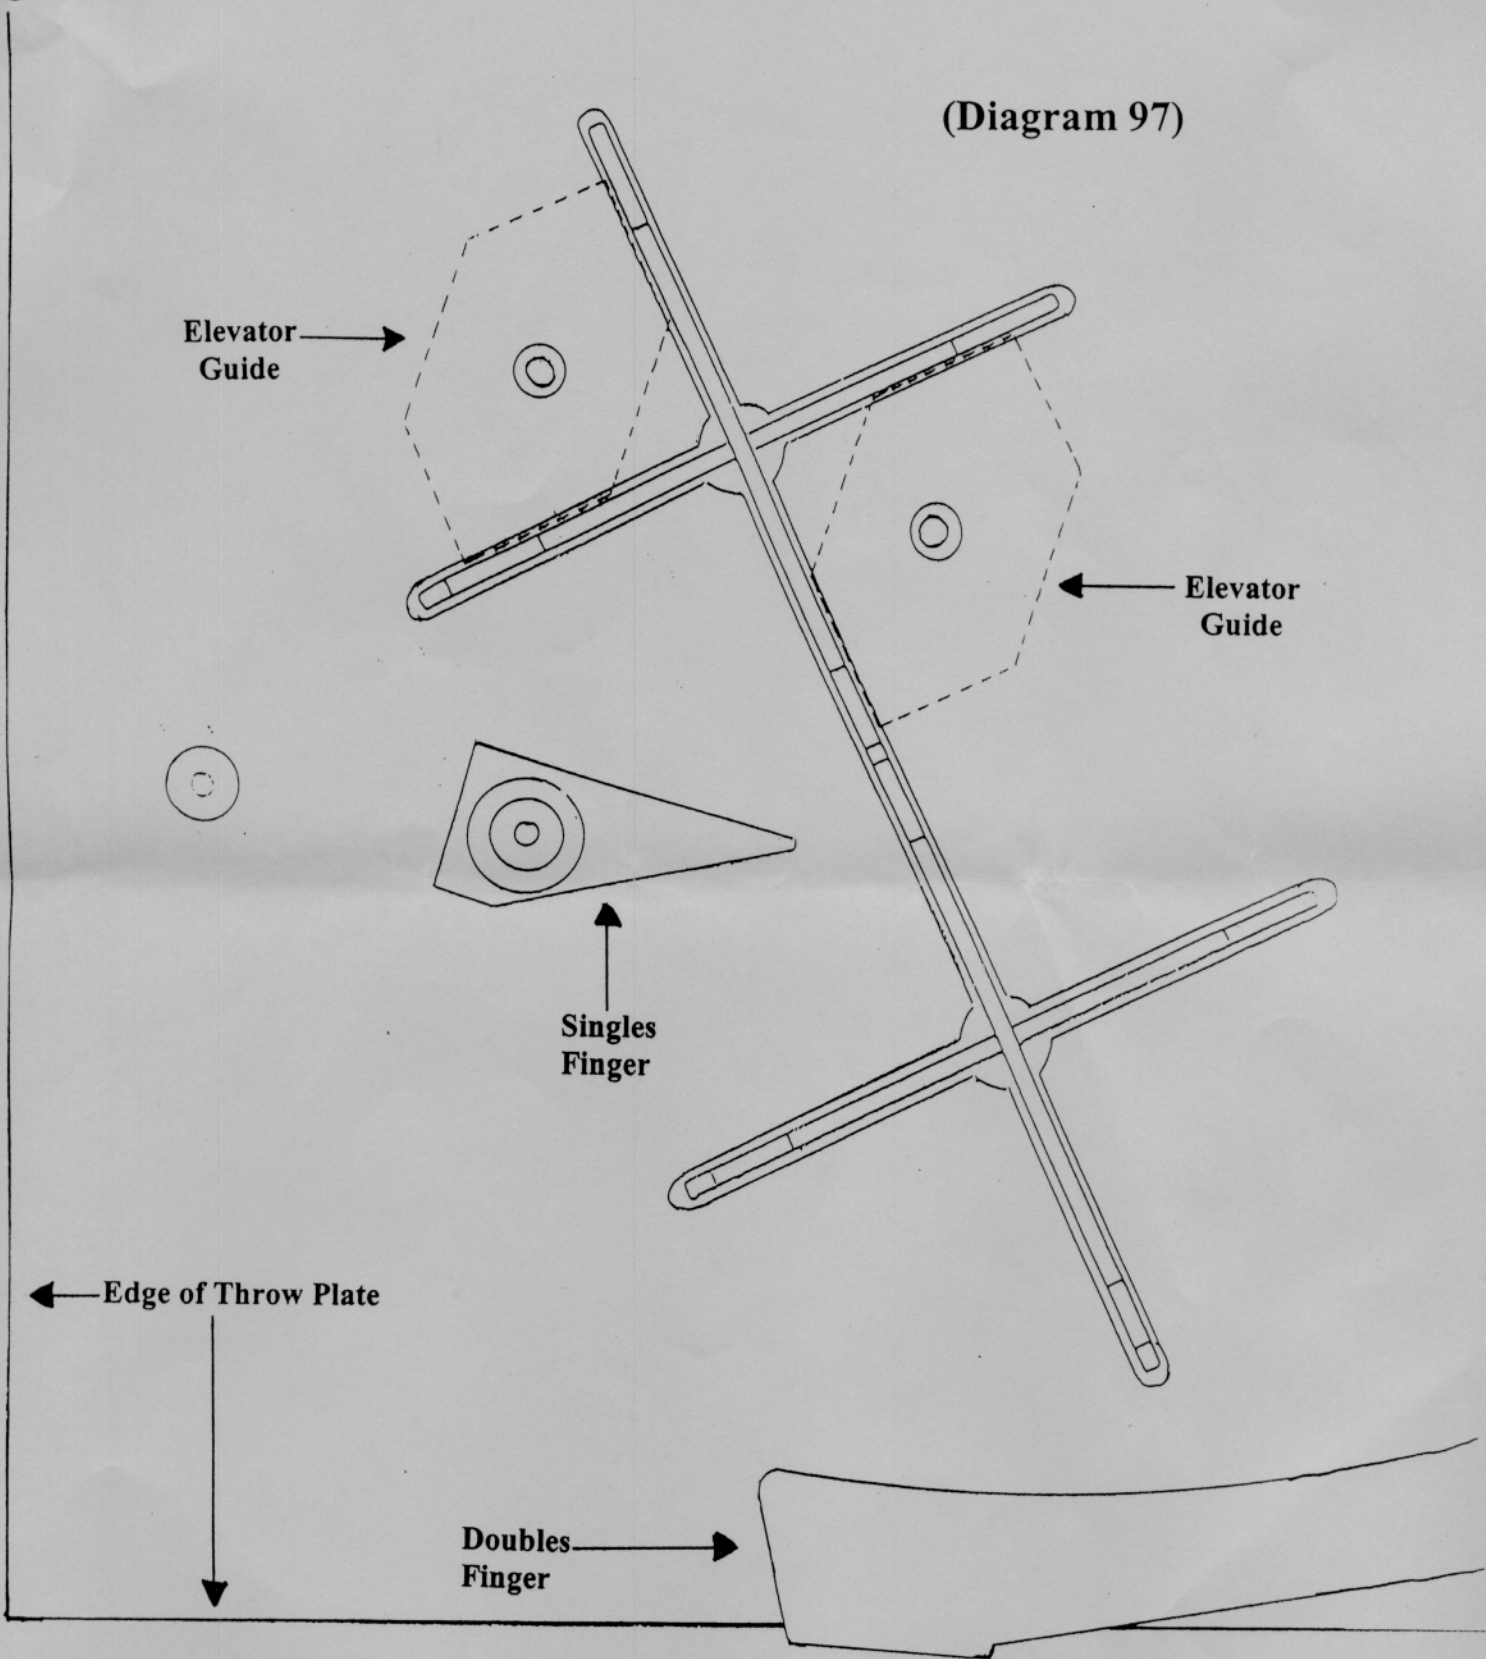 (Diagram 97)
Elevator
Guide
Elevator
Guide
Singles
Finger
Edge of Throw Plate
Doubles
Finger